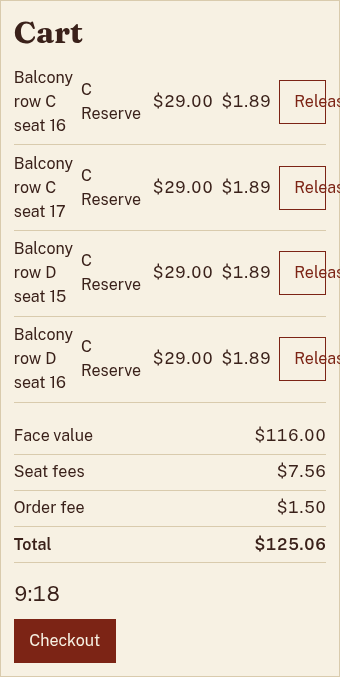 Cart
Balcony row C seat 16 C Reserve $29.00 $1.89 Releas
Balcony row C seat 17 C Reserve $29.00 $1.89 Releas
Balcony row D seat 15 C Reserve $29.00 $1.89 Releas
Balcony row D seat 16 C Reserve $29.00 $1.89 Releas
Face value $116.00
Seat fees $7.56
Order fee $1.50
Total $125.06
9:18
Checkout